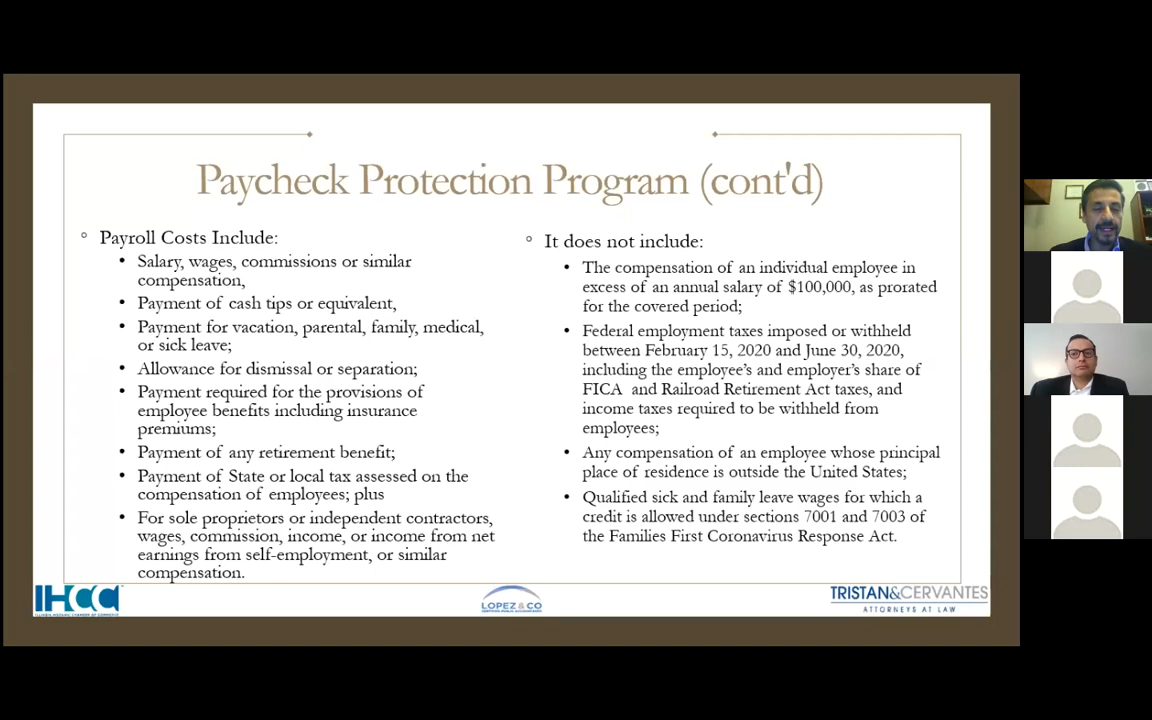 Paycheck Protection Program (cont'd)
Payroll Costs Include:
Salary, wages, commissions or similar
compensation,
Payment of cash tips or equivalent,
Payment for vacation, parental, family, medical,
or sick leave;
Allowance for dismissal or separation;
Payment required for the provisions of
employee benefits including insurance
premiums;
Payment of any retirement benefit;
Payment of State or local tax assessed on the
compensation of employees; plus
For sole proprietors or independent contractors,
wages, commission, income, or income from net
earnings from self-employment, or similar
compensation.
It does not include:
The compensation of an individual employee in
excess of an annual salary of $100,000, as prorated
for the covered period;
Federal employment taxes imposed or withheld
between February 15, 2020 and June 30, 2020,
including the employee's and employer's share of
FICA and Railroad Retirement Act taxes, and
income taxes required to be withheld from
employees;
Any compensation of an employee whose principal
place of residence is outside the United States;
Qualified sick and family leave wages for which a
credit is allowed under sections 7001 and 7003 of
the Families First Coronavirus Response Act.
IHCC
LOPEZ & CO
TRISTAN&CERVANTES
ATTORNEYS AT LAW